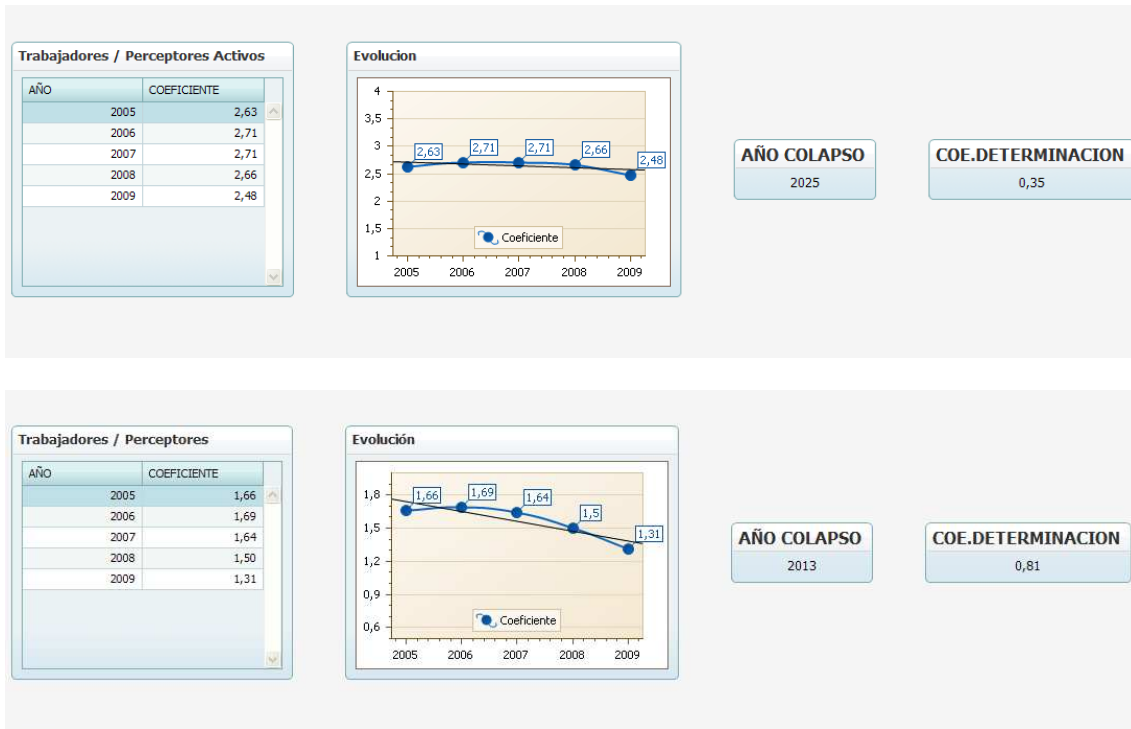 Trabajadores / Perceptores Activos
AÑO COEFICIENTE
2005 2,63
2006 2,71
2007 2,71
2008 2,66
2009 2,48
Evolucion
4
3,5
3
2,5
2
1,5
1
2,63 2,71 2,71 2,66 2,48
Coeficiente
2005 2006 2007 2008 2009
AÑO COLAPSO
2025
COE.DETERMINACION
0,35
Trabajadores / Perceptores
AÑO COEFICIENTE
2005 1,66
2006 1,69
2007 1,64
2008 1,50
2009 1,31
Evolución
1,8
1,5
1,2
0,9
0,6
1,66 1,69 1,64 1,5 1,31
Coeficiente
2005 2006 2007 2008 2009
AÑO COLAPSO
2013
COE.DETERMINACION
0,81